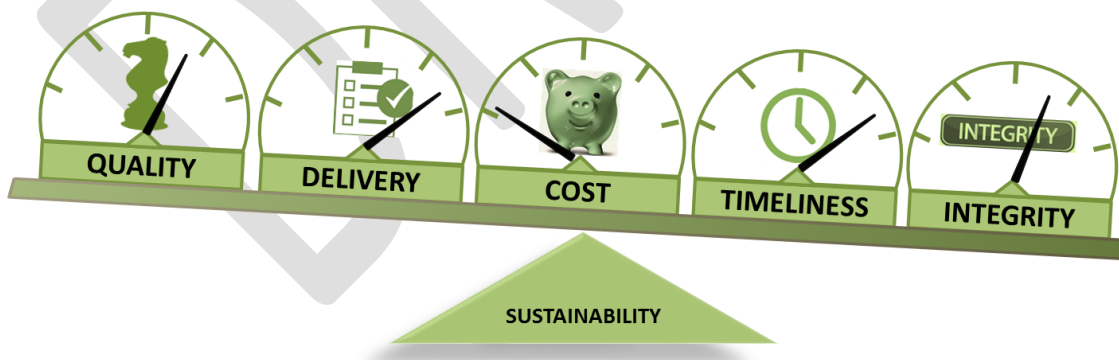 INTEGRITY
QUALITY
DELIVERY
COST
TIMELINESS
INTEGRITY
SUSTAINABILITY